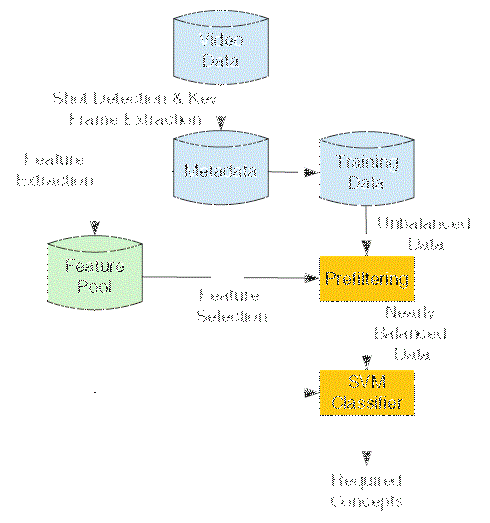 Video
Data
Shot Detection & Key
Frame Extraction
Feature
Extraction
Metadata
Training
Data
Unbalanced
Data
Feature
Pool
Feature
Selection
Prefiltering
Nearly
Balanced
Data
SVM
Classifier
Required
Concepts